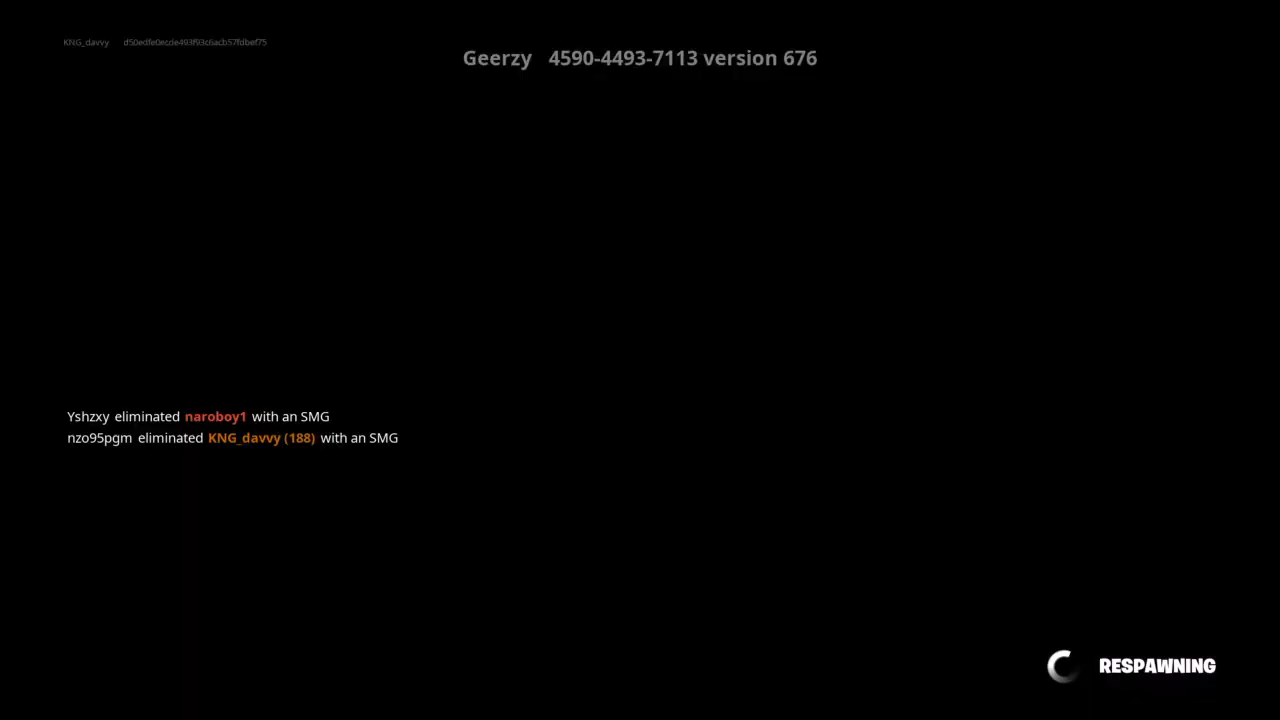 KNG_davvy
Geerzy 4590-4493-7113 version 676
Yshzxy eliminated naroboy1 with an SMG
nzo95pgm eliminated KNG_davvy (188) with an SMG
RESPAWNING